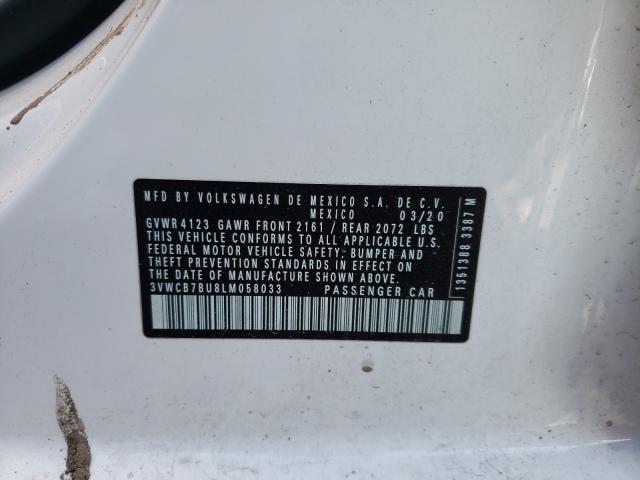 MFD BY VOLKSWAGEN DE MEXICO S.A. DE C.V.
MEXICO 03/20
GVWR 4123 GAWR FRONT 2161 / REAR 2072 LBS
THIS VEHICLE CONFORMS TO ALL APPLICABLE U.S.
FEDERAL MOTOR VEHICLE SAFETY, BUMPER AND
THEFT PREVENTION STANDARDS IN EFFECT ON
THE DATE OF MANUFACTURE SHOWN ABOVE.
3VWCB7BU8LM058033 PASSENGER CAR
1351388 3387 M